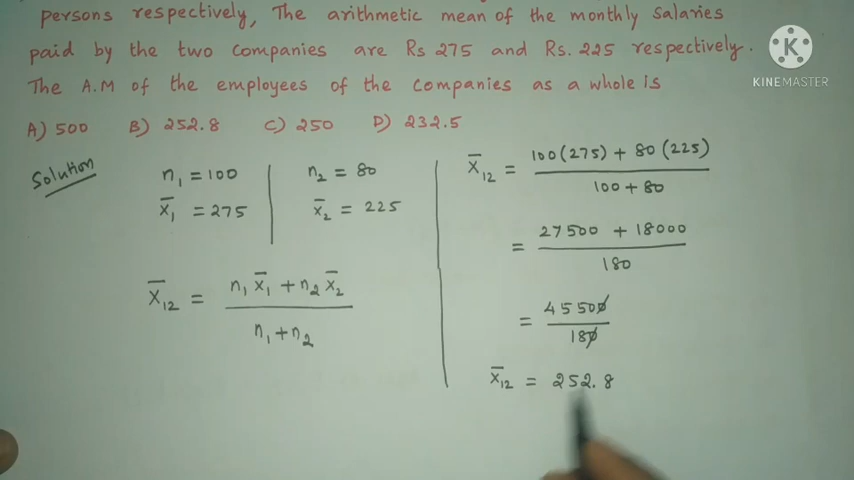 persons respectively, The arithmetic mean of the monthly salaries
paid by the two companies are Rs 275 and Rs. 225 respectively.
The A.M of the employees of the companies as a whole is
A) 500 B) 252.8 C) 250 D) 232.5
Solution
n₁ = 100
x̄₁ = 275
n₂ = 80
x̄₂ = 225
x̄₁₂ = (n₁x̄₁ + n₂x̄₂) / (n₁ + n₂)
x̄₁₂ = (100(275) + 80(225)) / (100 + 80)
= (27500 + 18000) / 180
= 45500 / 180
x̄₁₂ = 252.8
K
KINEMASTER